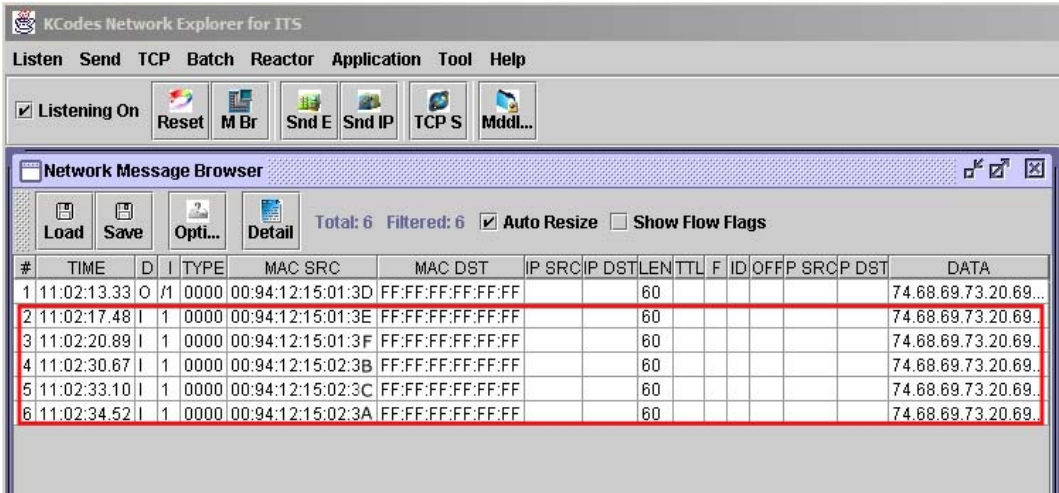 KCodes Network Explorer for ITS
Listen Send TCP Batch Reactor Application Tool Help
Listening On Reset M Br Snd E Snd IP TCP S Mddl...
Network Message Browser
Load Save Opti... Detail Total: 6 Filtered: 6 Auto Resize Show Flow Flags
# TIME D I TYPE MAC SRC MAC DST IP SRC IP DST LEN TTL F ID OFF P SRC P DST DATA
1 11:02:13.33 O /1 0000 00:94:12:15:01:3D FF:FF:FF:FF:FF:FF 60 74.68.69.73.20.69...
2 11:02:17.48 I 1 0000 00:94:12:15:01:3E FF:FF:FF:FF:FF:FF 60 74.68.69.73.20.69..
3 11:02:20.89 I 1 0000 00:94:12:15:01:3F FF:FF:FF:FF:FF:FF 60 74.68.69.73.20.69..
4 11:02:30.67 I 1 0000 00:94:12:15:02:3B FF:FF:FF:FF:FF:FF 60 74.68.69.73.20.69..
5 11:02:33.10 I 1 0000 00:94:12:15:02:3C FF:FF:FF:FF:FF:FF 60 74.68.69.73.20.69..
6 11:02:34.52 I 1 0000 00:94:12:15:02:3A FF:FF:FF:FF:FF:FF 60 74.68.69.73.20.69..